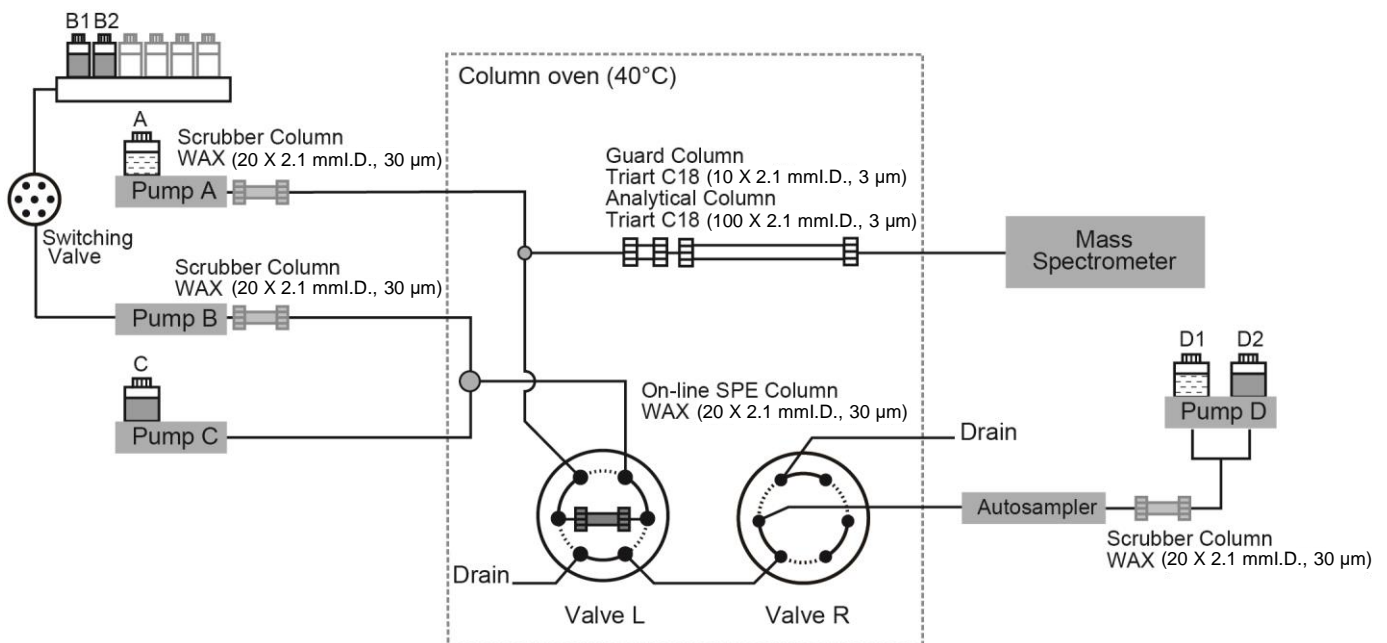 B1 B2
Column oven (40°C)
A
Scrubber Column
WAX (20 X 2.1 mmI.D., 30 µm)
Pump A
Guard Column
Triart C18 (10 X 2.1 mmI.D., 3 µm)
Analytical Column
Triart C18 (100 X 2.1 mmI.D., 3 µm)
Mass
Spectrometer
Switching
Valve
Scrubber Column
WAX (20 X 2.1 mmI.D., 30 µm)
Pump B
C
Pump C
On-line SPE Column
WAX (20 X 2.1 mmI.D., 30 µm)
D1 D2
Pump D
Drain
Autosampler
Scrubber Column
WAX (20 X 2.1 mmI.D., 30 µm)
Drain
Valve L
Valve R